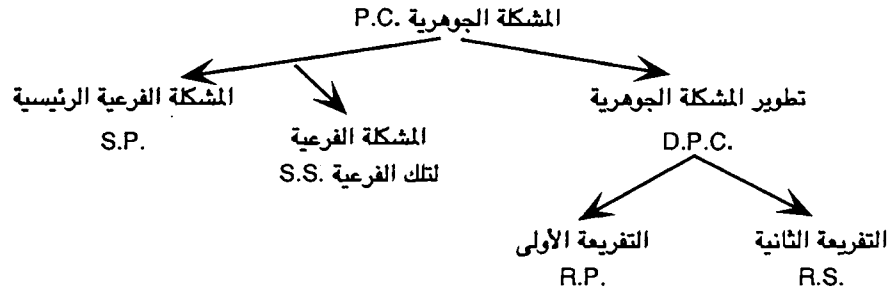 المشكلة الجوهرية P.C.
تطوير المشكلة الجوهرية
D.P.C.
المشكلة الفرعية الرئيسية
S.P.
المشكلة الفرعية
لتلك الفرعية S.S.
التفريعة الثانية
R.S.
التفريعة الأولى
R.P.